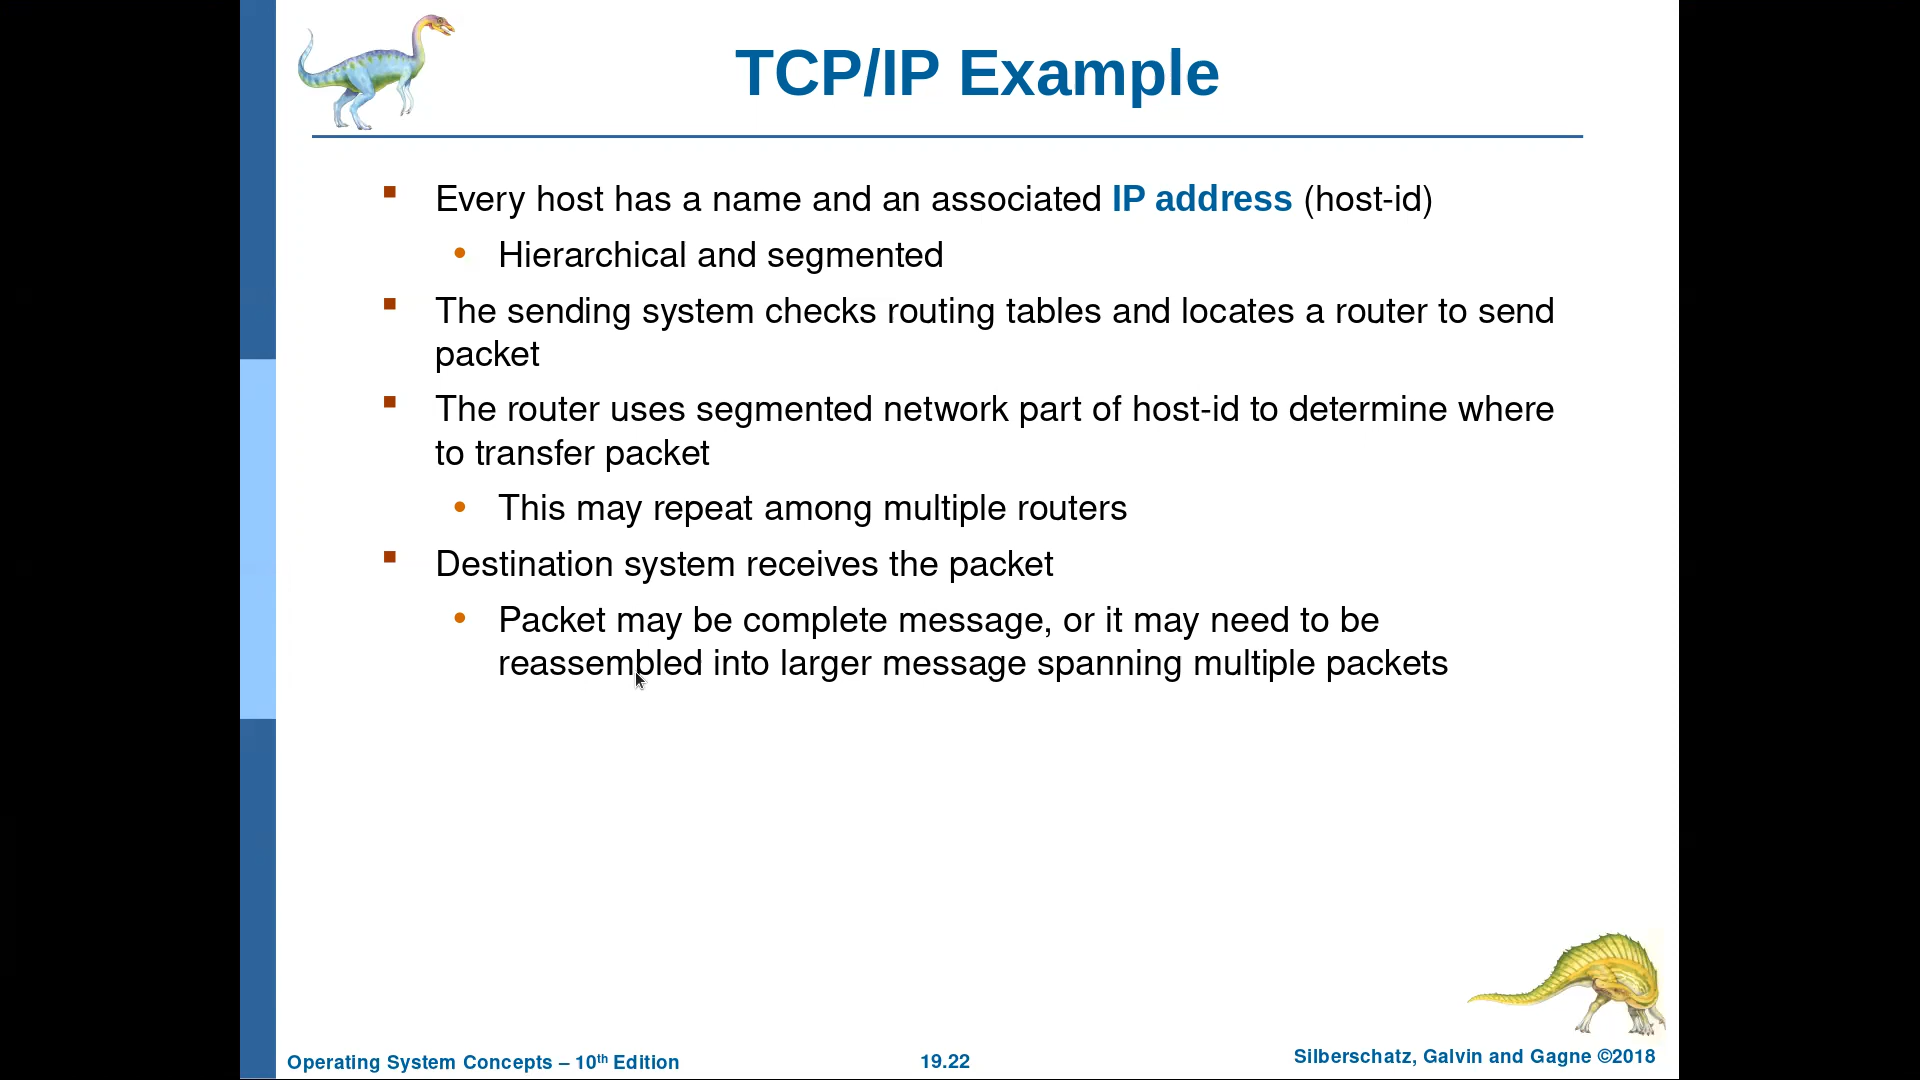 TCP/IP Example
Every host has a name and an associated IP address (host-id)
Hierarchical and segmented
The sending system checks routing tables and locates a router to send
packet
The router uses segmented network part of host-id to determine where
to transfer packet
This may repeat among multiple routers
Destination system receives the packet
Packet may be complete message, or it may need to be
reassembled into larger message spanning multiple packets
Operating System Concepts – 10th Edition
19.22
Silberschatz, Galvin and Gagne ©2018